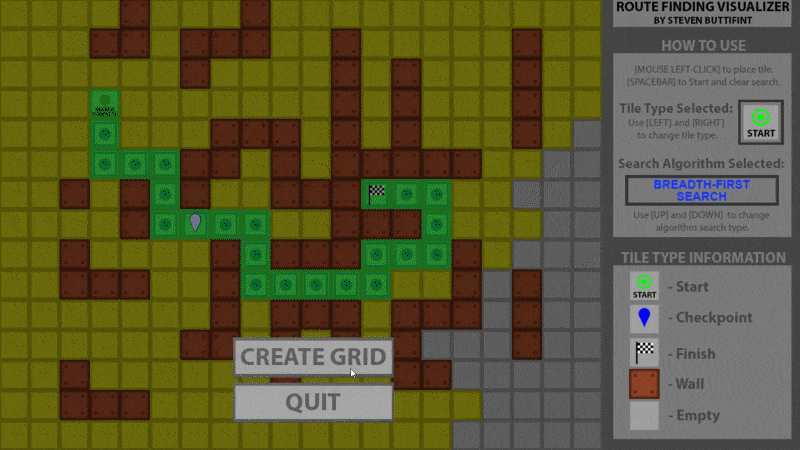 ROUTE FINDING VISUALIZER
BY STEVEN BUTTIFINT
HOW TO USE
[MOUSE LEFT-CLICK] to place tile.
[SPACEBAR] to Start and clear search.
Tile Type Selected:
Use [LEFT] and [RIGHT]
to change tile type.
START
Search Algorithm Selected:
BREADTH-FIRST
SEARCH
Use [UP] and [DOWN] to change
algorithm search type.
TILE TYPE INFORMATION
START
- Start
- Checkpoint
- Finish
- Wall
- Empty
CREATE GRID
QUIT